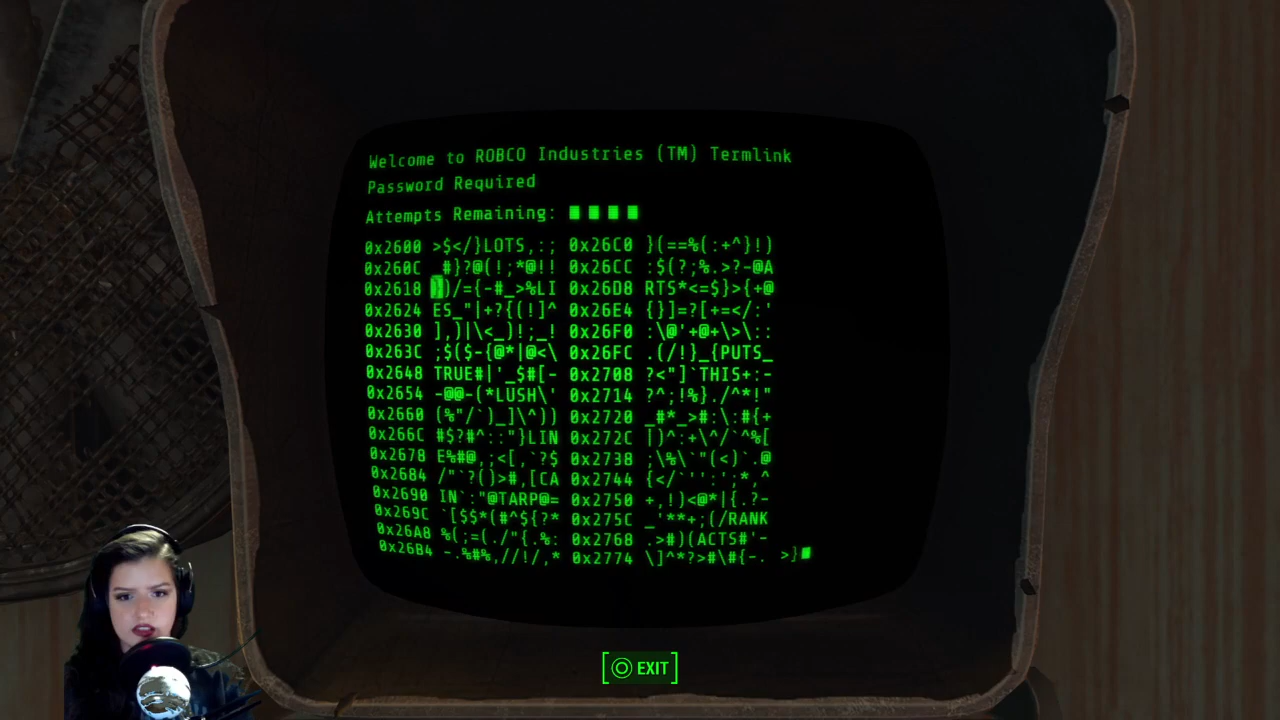 Welcome to ROBCO Industries (TM) Termlink
Password Required
Attempts Remaining: ■ ■ ■ ■
0x2600 >$</}LOTS,:; 0x26C0 }(==%(:+^}!)
0x260C _#}?@(!;*@!! 0x26CC :$(?;%.>?-@A
0x2618 })/={-#_>%LI 0x26D8 RTS*<=$}>{+@
0x2624 ES_"|+?{(!]^ 0x26E4 {}]=?[+=</:'
0x2630 ],)|\<_)!;_! 0x26F0 :\@'+@+\>\::
0x263C ;$($-{@*|@<\ 0x26FC .(/!}_{PUTS_
0x2648 TRUE#|'_$#[- 0x2708 ?<"]`THIS+:-
0x2654 -@@-(*LUSH\' 0x2714 ?^;!%}./^*!"
0x2660 (%"/`)_]\^)) 0x2720 _#*_>#:\:#{+
0x266C #$?#^::"}LIN 0x272C |)^:+\^/`^%[
0x2678 E%#@,;<[,`?$ 0x2738 ;\%\`"(<)`.@
0x2684 /"`?()>#,[CA 0x2744 {</`'':';*,^
0x2690 IN`:"@TARP@= 0x2750 +,!)<@*|{.?-
0x269C `[$$*(#^${?* 0x275C _'**+;(/RANK
0x26A8 %(;=(./"{.%: 0x2768 .>#)(ACTS#'-
0x26B4 -.%#%,//!/,* 0x2774 \]^*?>#\#{-. >}■
EXIT